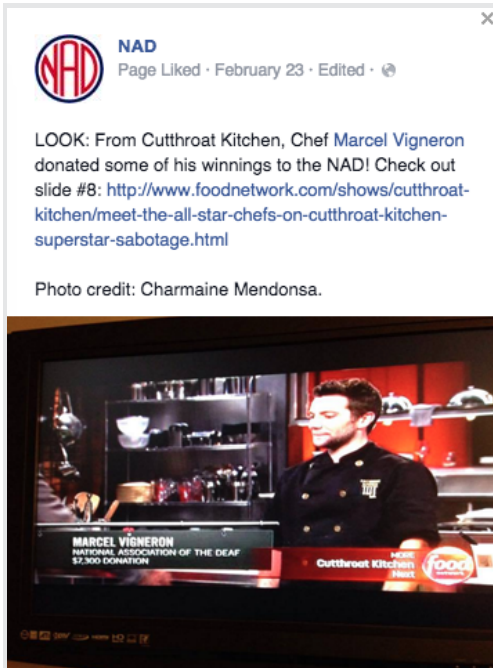 NAD
NAD
Page Liked · February 23 · Edited ·
LOOK: From Cutthroat Kitchen, Chef Marcel Vigneron
donated some of his winnings to the NAD! Check out
slide #8: http://www.foodnetwork.com/shows/cutthroat-
kitchen/meet-the-all-star-chefs-on-cutthroat-kitchen-
superstar-sabotage.html
Photo credit: Charmaine Mendonsa.
MARCEL VIGNERON
NATIONAL ASSOCIATION OF THE DEAF
$7,300 DONATION
MORE
Cutthroat Kitchen
Next
food